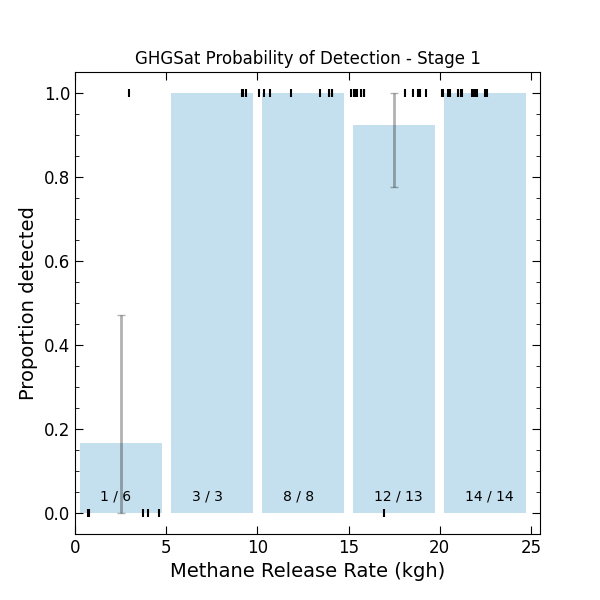 GHGSat Probability of Detection - Stage 1
1.0
0.8
0.6
0.4
0.2
0.0
Proportion detected
1 / 6
3 / 3
8 / 8
12 / 13
14 / 14
0
5
10
15
20
25
Methane Release Rate (kgh)